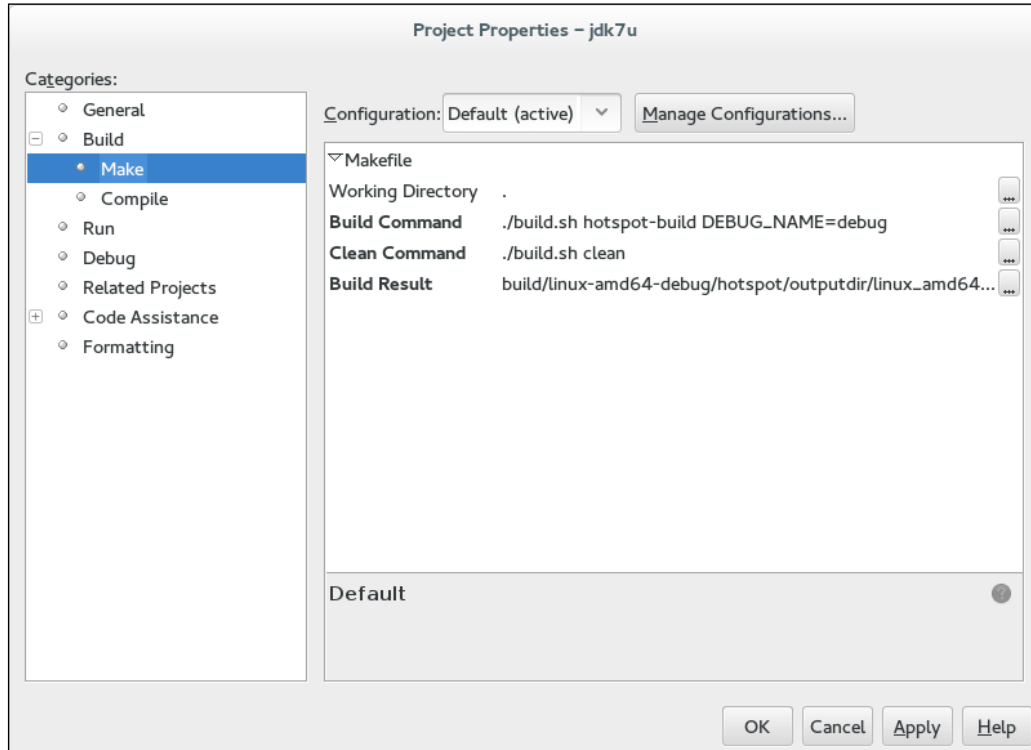 Project Properties – jdk7u
Categories:
General
Build
Make
Compile
Run
Debug
Related Projects
Code Assistance
Formatting
Configuration: Default (active) Manage Configurations...
Makefile
Working Directory .
Build Command ./build.sh hotspot-build DEBUG_NAME=debug
Clean Command ./build.sh clean
Build Result build/linux-amd64-debug/hotspot/outputdir/linux_amd64...
Default
OK Cancel Apply Help